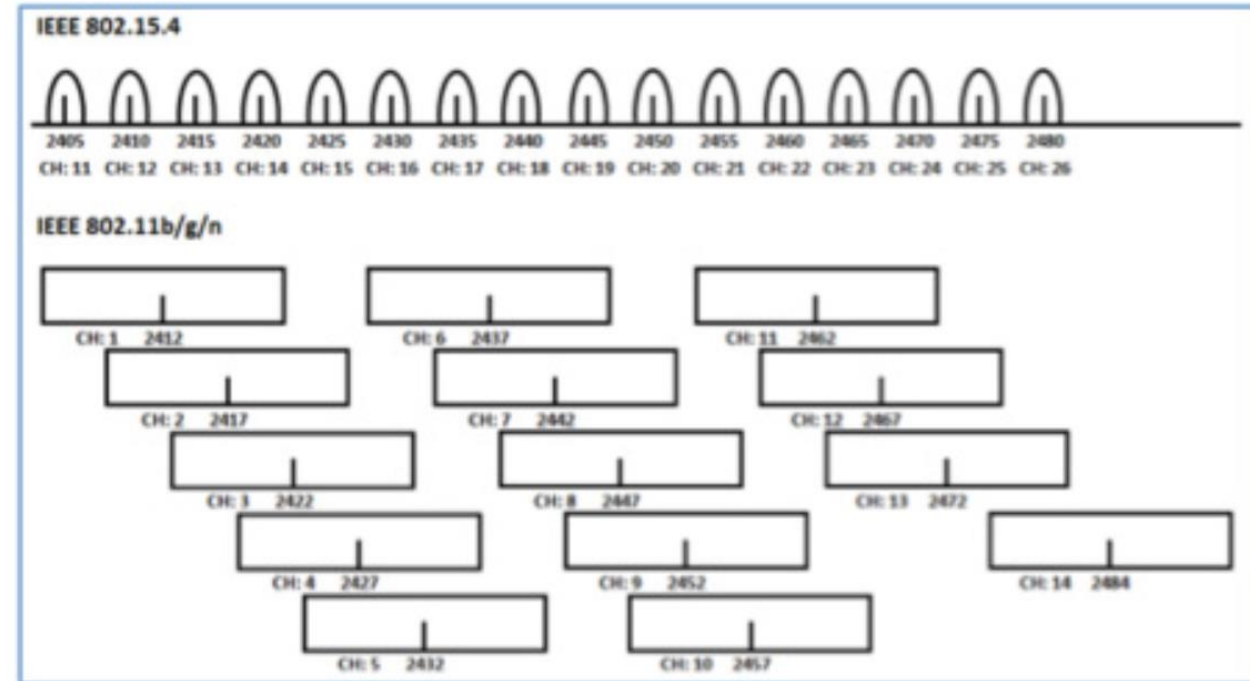 IEEE 802.15.4
2405 2410 2415 2420 2425 2430 2435 2440 2445 2450 2455 2460 2465 2470 2475 2480
CH: 11 CH: 12 CH: 13 CH: 14 CH: 15 CH: 16 CH: 17 CH: 18 CH: 19 CH: 20 CH: 21 CH: 22 CH: 23 CH: 24 CH: 25 CH: 26
IEEE 802.11b/g/n
CH: 1 2412 CH: 6 2437 CH: 11 2462
CH: 2 2417 CH: 7 2442 CH: 12 2467
CH: 3 2422 CH: 8 2447 CH: 13 2472
CH: 4 2427 CH: 9 2452 CH: 14 2484
CH: 5 2432 CH: 10 2457